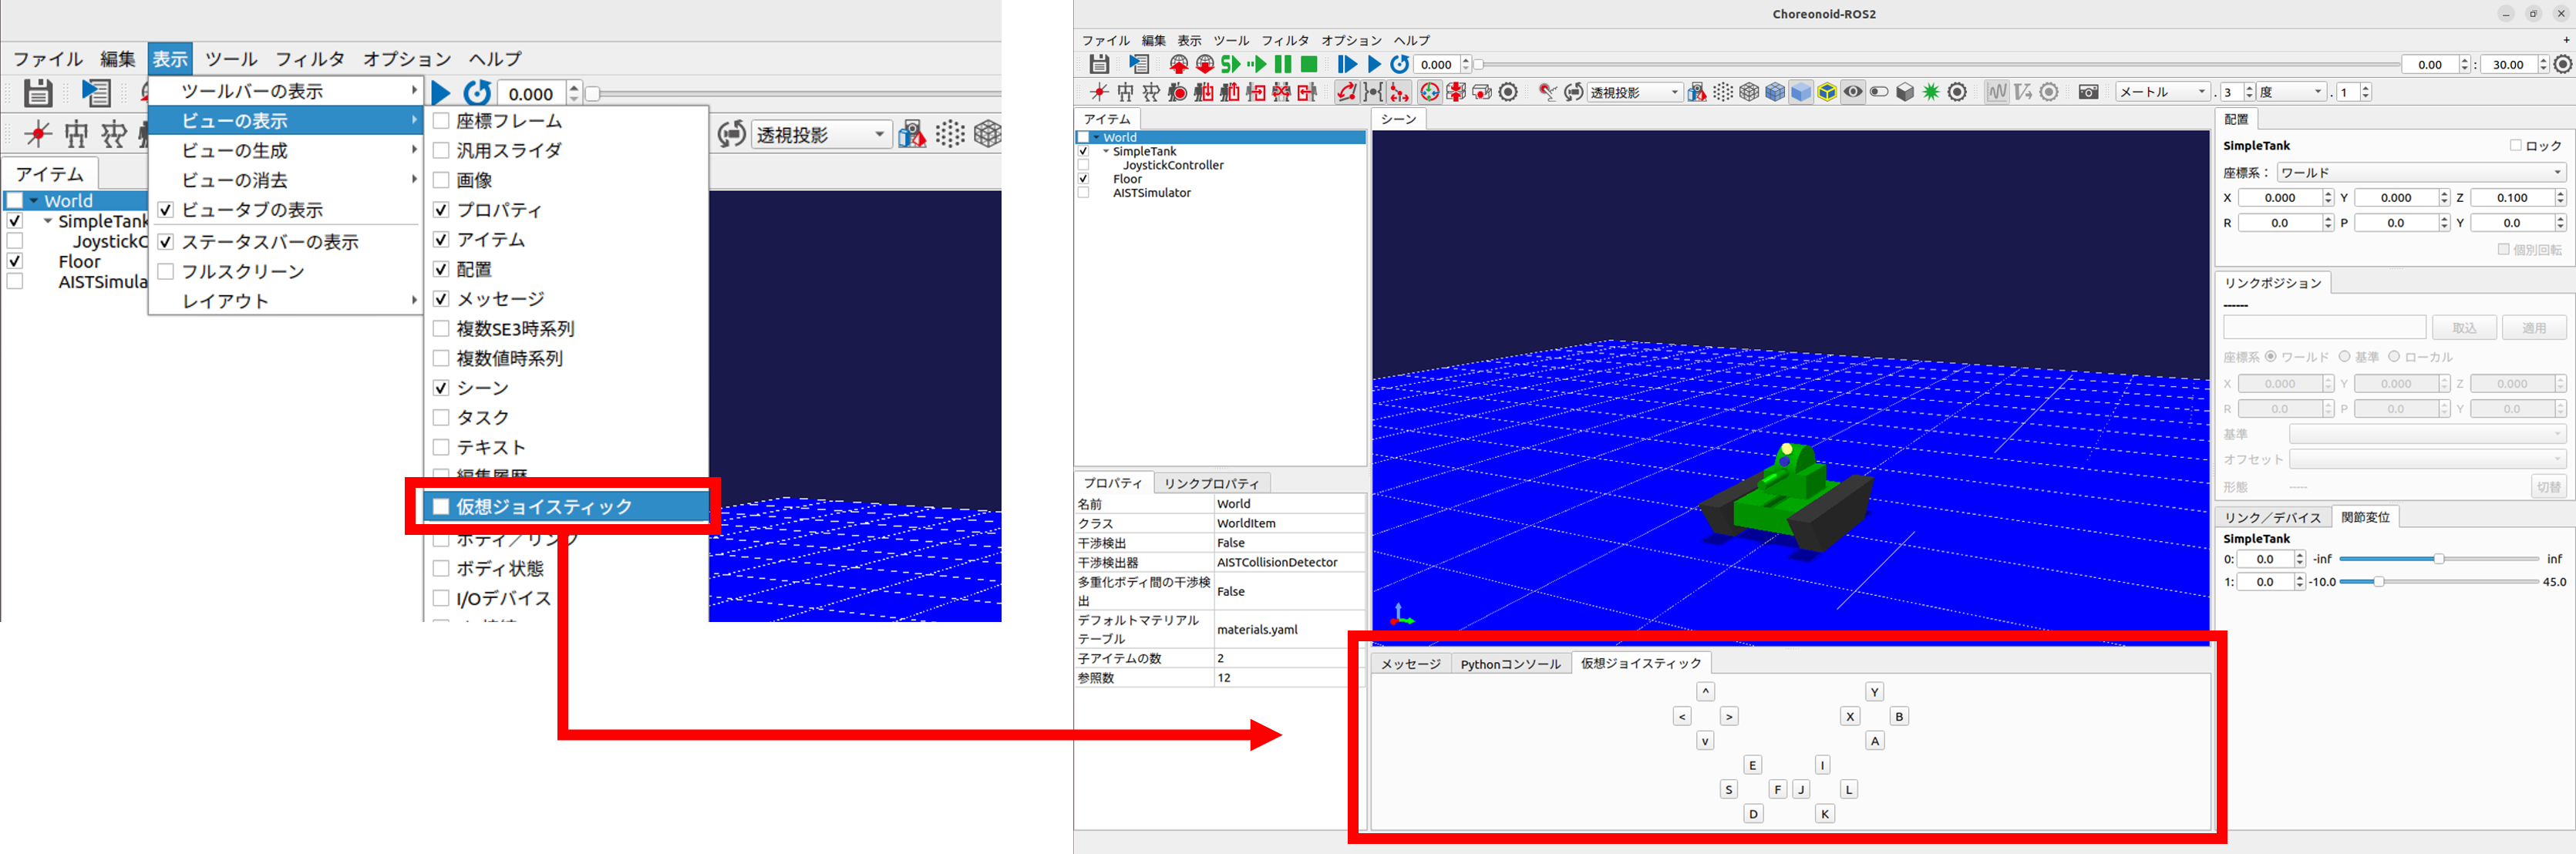 ファイル 編集 表示 ツール フィルタ オプション ヘルプ
ツールバーの表示
0.000
ビューの表示
ビューの生成
ビューの消去
ビュータブの表示
ステータスバーの表示
フルスクリーン
レイアウト
座標フレーム
汎用スライダ
画像
プロパティ
アイテム
配置
メッセージ
複数SE3時系列
複数値時系列
シーン
タスク
テキスト
編集履歴
仮想ジョイスティック
ボディ／リンク
ボディ状態
I/Oデバイス
透視投影
アイテム
World
SimpleTank
JoystickC
Floor
AISTSimula
Choreonoid-ROS2
ファイル 編集 表示 ツール フィルタ オプション ヘルプ
0.000
0.00 : 30.00
透視投影
メートル . 3 度 . 1
アイテム
World
SimpleTank
JoystickController
Floor
AISTSimulator
シーン
プロパティ リンクプロパティ
名前 World
クラス WorldItem
干渉検出 False
干渉検出器 AISTCollisionDetector
多重化ボディ間の干渉検
出 False
デフォルトマテリアル
テーブル materials.yaml
子アイテムの数 2
参照数 12
メッセージ Pythonコンソール 仮想ジョイスティック
^ Y
< > X B
v A
E I
S F J L
D K
配置
SimpleTank ロック
座標系： ワールド
X 0.000 Y 0.000 Z 0.100
R 0.0 P 0.0 Y 0.0
個別回転
リンクポジション
------
取込 適用
座標系 ワールド 基準 ローカル
X 0.000 Y 0.000 Z 0.000
R 0.0 P 0.0 Y 0.0
基準
オフセット
形態 ----- 切替
リンク／デバイス 関節変位
SimpleTank
0: 0.0 -inf inf
1: 0.0 -10.0 45.0